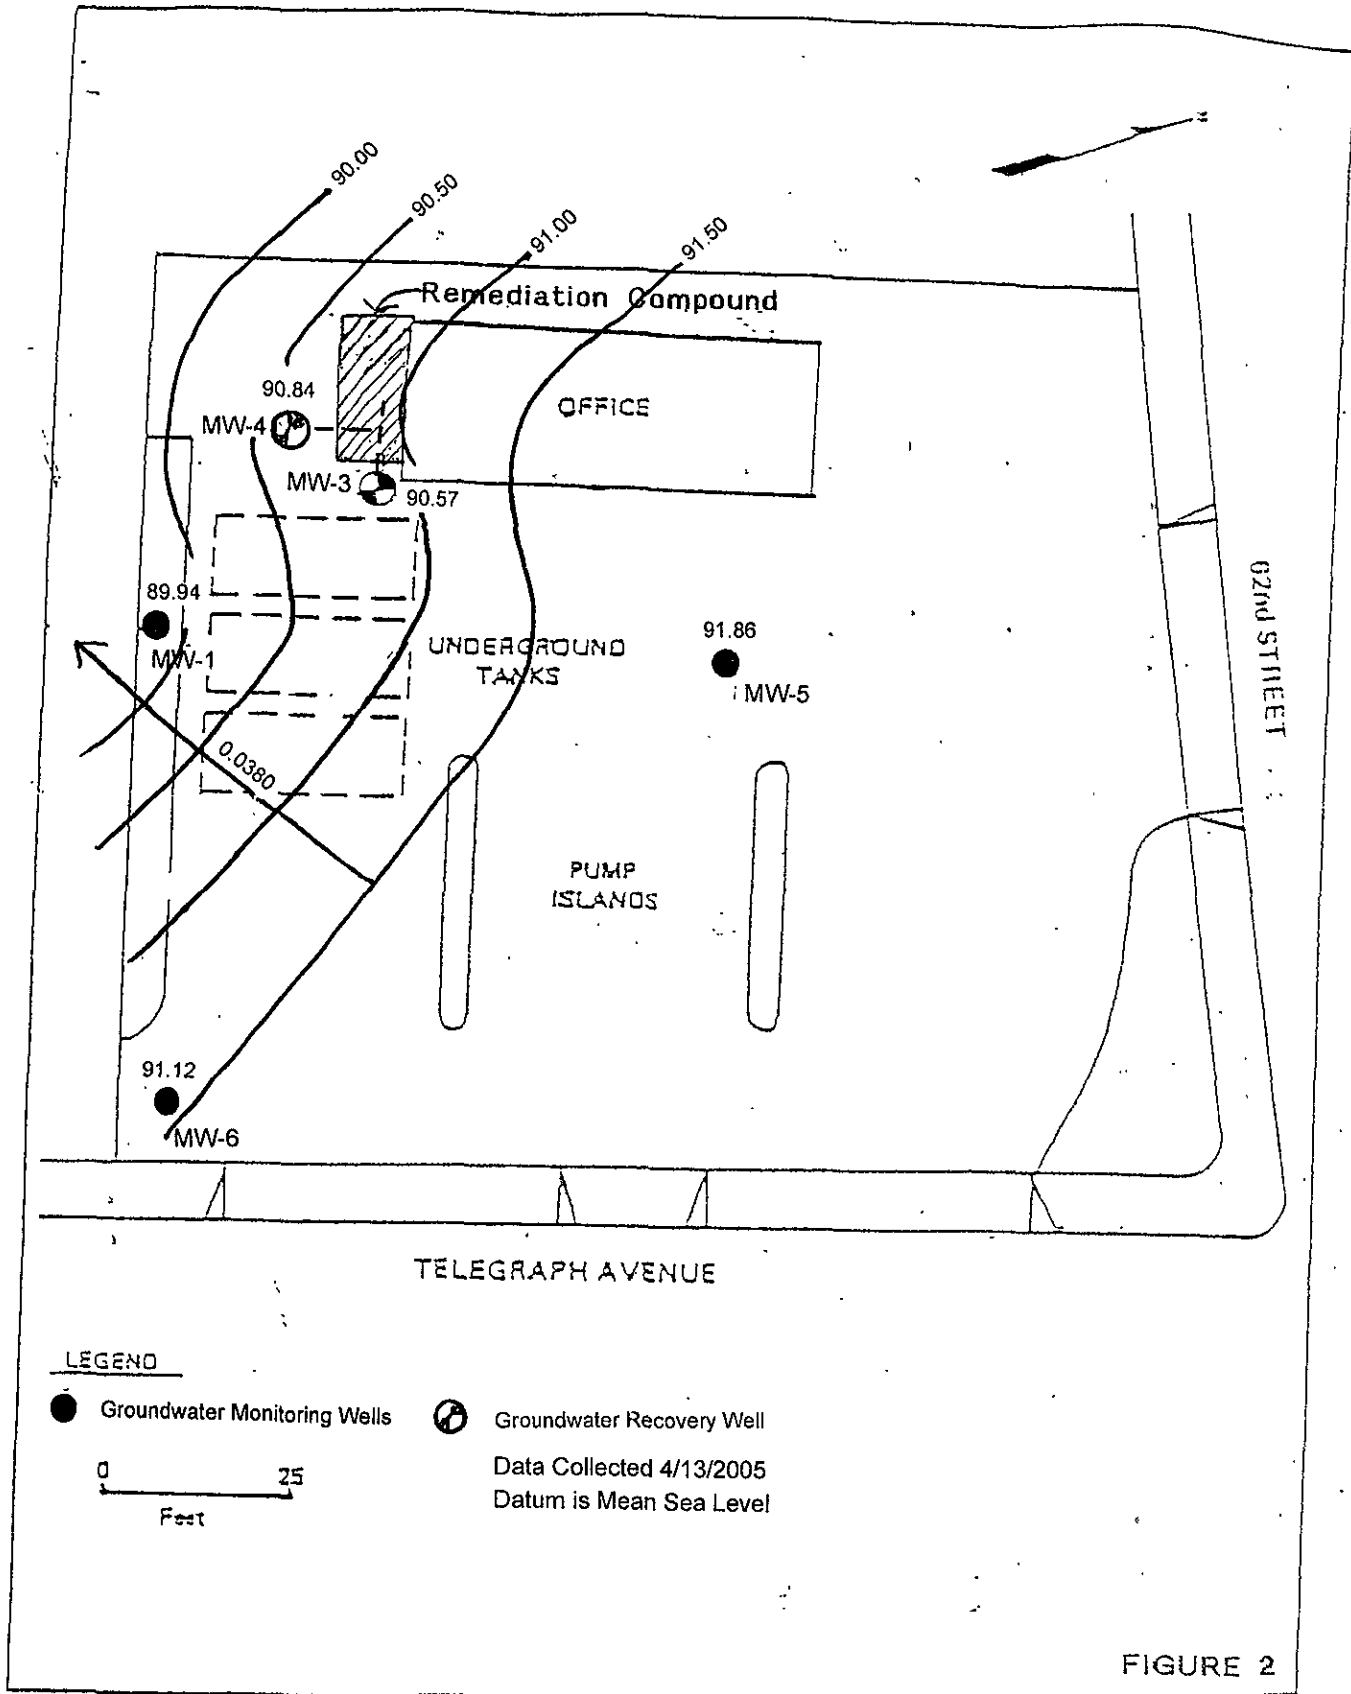 90.00
90.50
91.00
91.50
Remediation Compound
90.84
OFFICE
MW-4
MW-3
90.57
89.94
MW-1
UNDERGROUND
TANKS
91.86
MW-5
62nd STREET
0.0380
PUMP
ISLANDS
91.12
MW-6
TELEGRAPH AVENUE
LEGEND
Groundwater Monitoring Wells
Groundwater Recovery Well
0 25
Feet
Data Collected 4/13/2005
Datum is Mean Sea Level
FIGURE 2